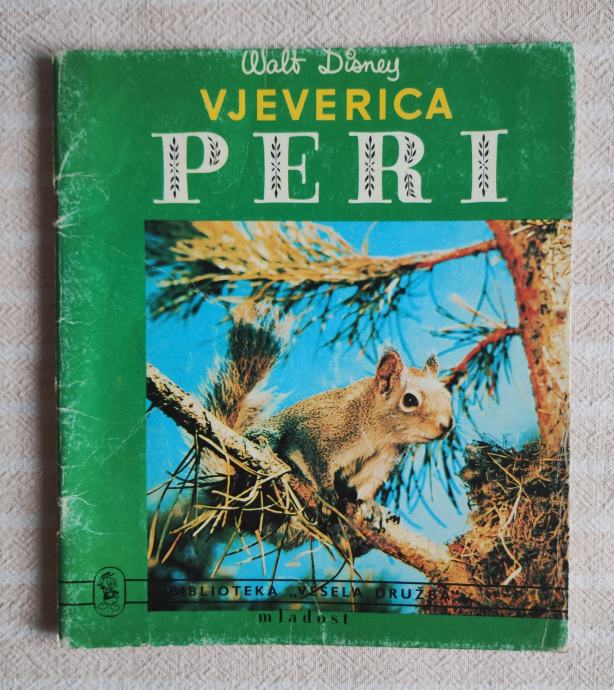 Walt Disney
VJEVERICA
PERI
BIBLIOTEKA „VESELA DRUŽBA"
mladost